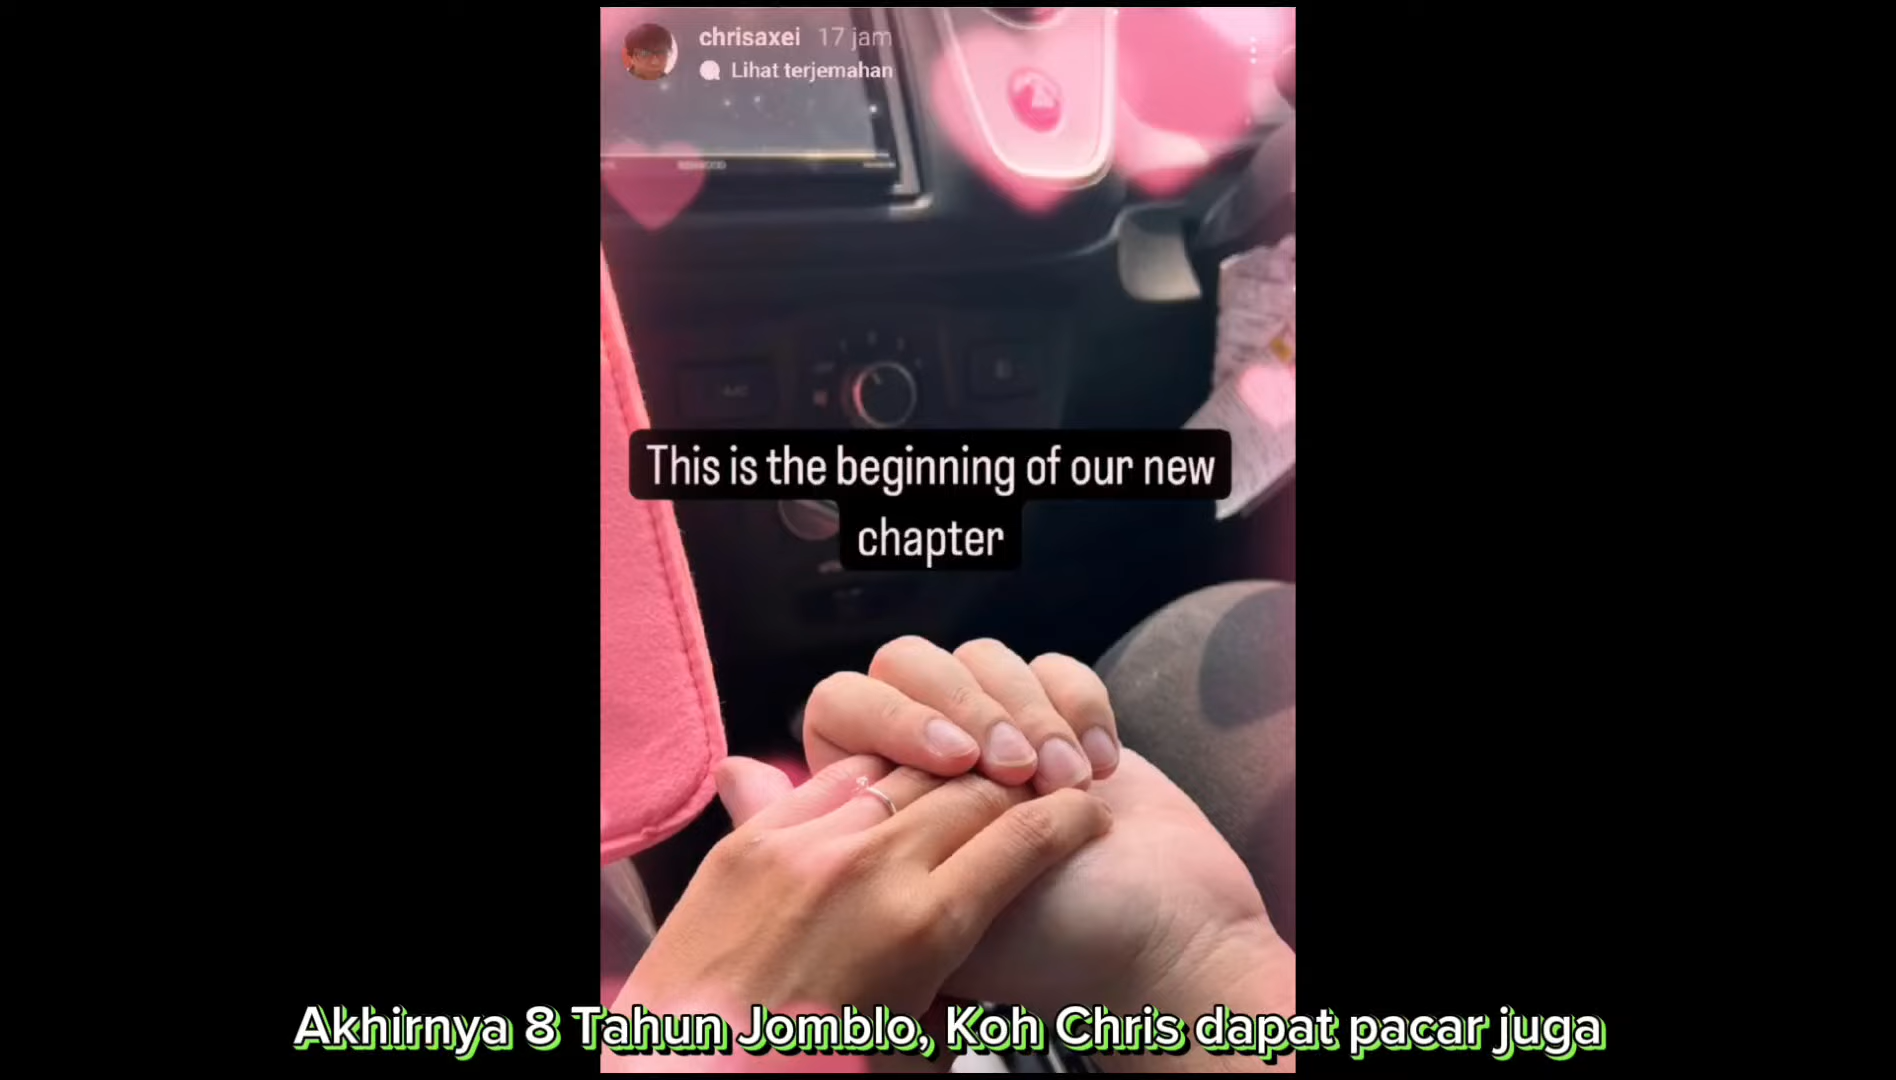 chrisaxei 17 jam
Lihat terjemahan
This is the beginning of our new
chapter
Akhirnya 8 Tahun Jomblo, Koh Chris dapat pacar juga